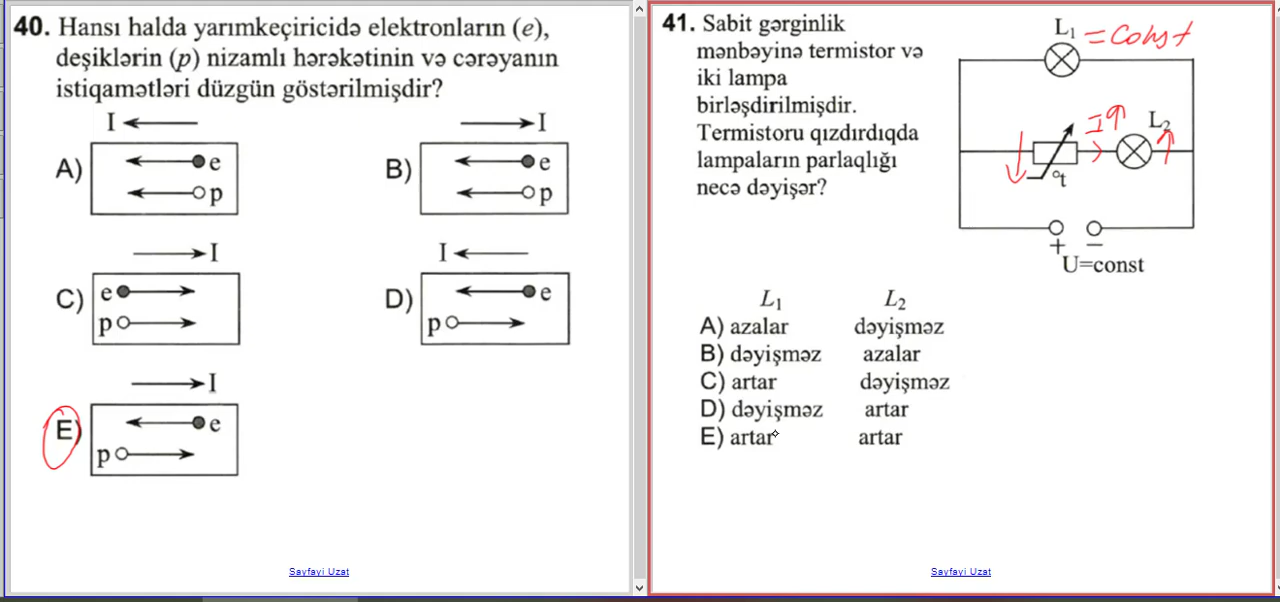 40. Hansı halda yarımkeçiricidə elektronların (e),
deşiklərin (p) nizamlı hərəkətinin və cərəyanın
istiqamətləri düzgün göstərilmişdir?
I
A)
e
p
I
B)
e
p
I
C)
e
p
I
D)
e
p
I
E)
e
p
Sayfayi Uzat
41. Sabit gərginlik
mənbəyinə termistor və
iki lampa
birləşdirilmişdir.
Termistoru qızdırdıqda
lampaların parlaqlığı
necə dəyişər?
L1 = Const
I
L2
°t
+ −
U=const
L1 L2
A) azalar dəyişməz
B) dəyişməz azalar
C) artar dəyişməz
D) dəyişməz artar
E) artar artar
Sayfayi Uzat